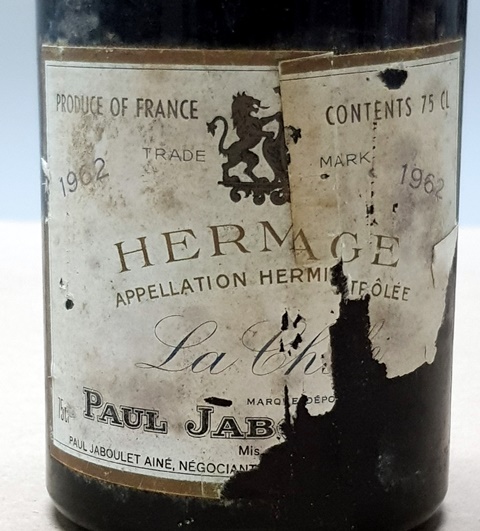 PRODUCE OF FRANCE CONTENTS 75 CL
TRADE MARK
1962 1962
HERMAGE
APPELLATION HERMI TRÔLÉE
La Ch
MARQUE DÉPO
75cl PAUL JAB
Mis
PAUL JABOULET AINÉ, NÉGOCIANT